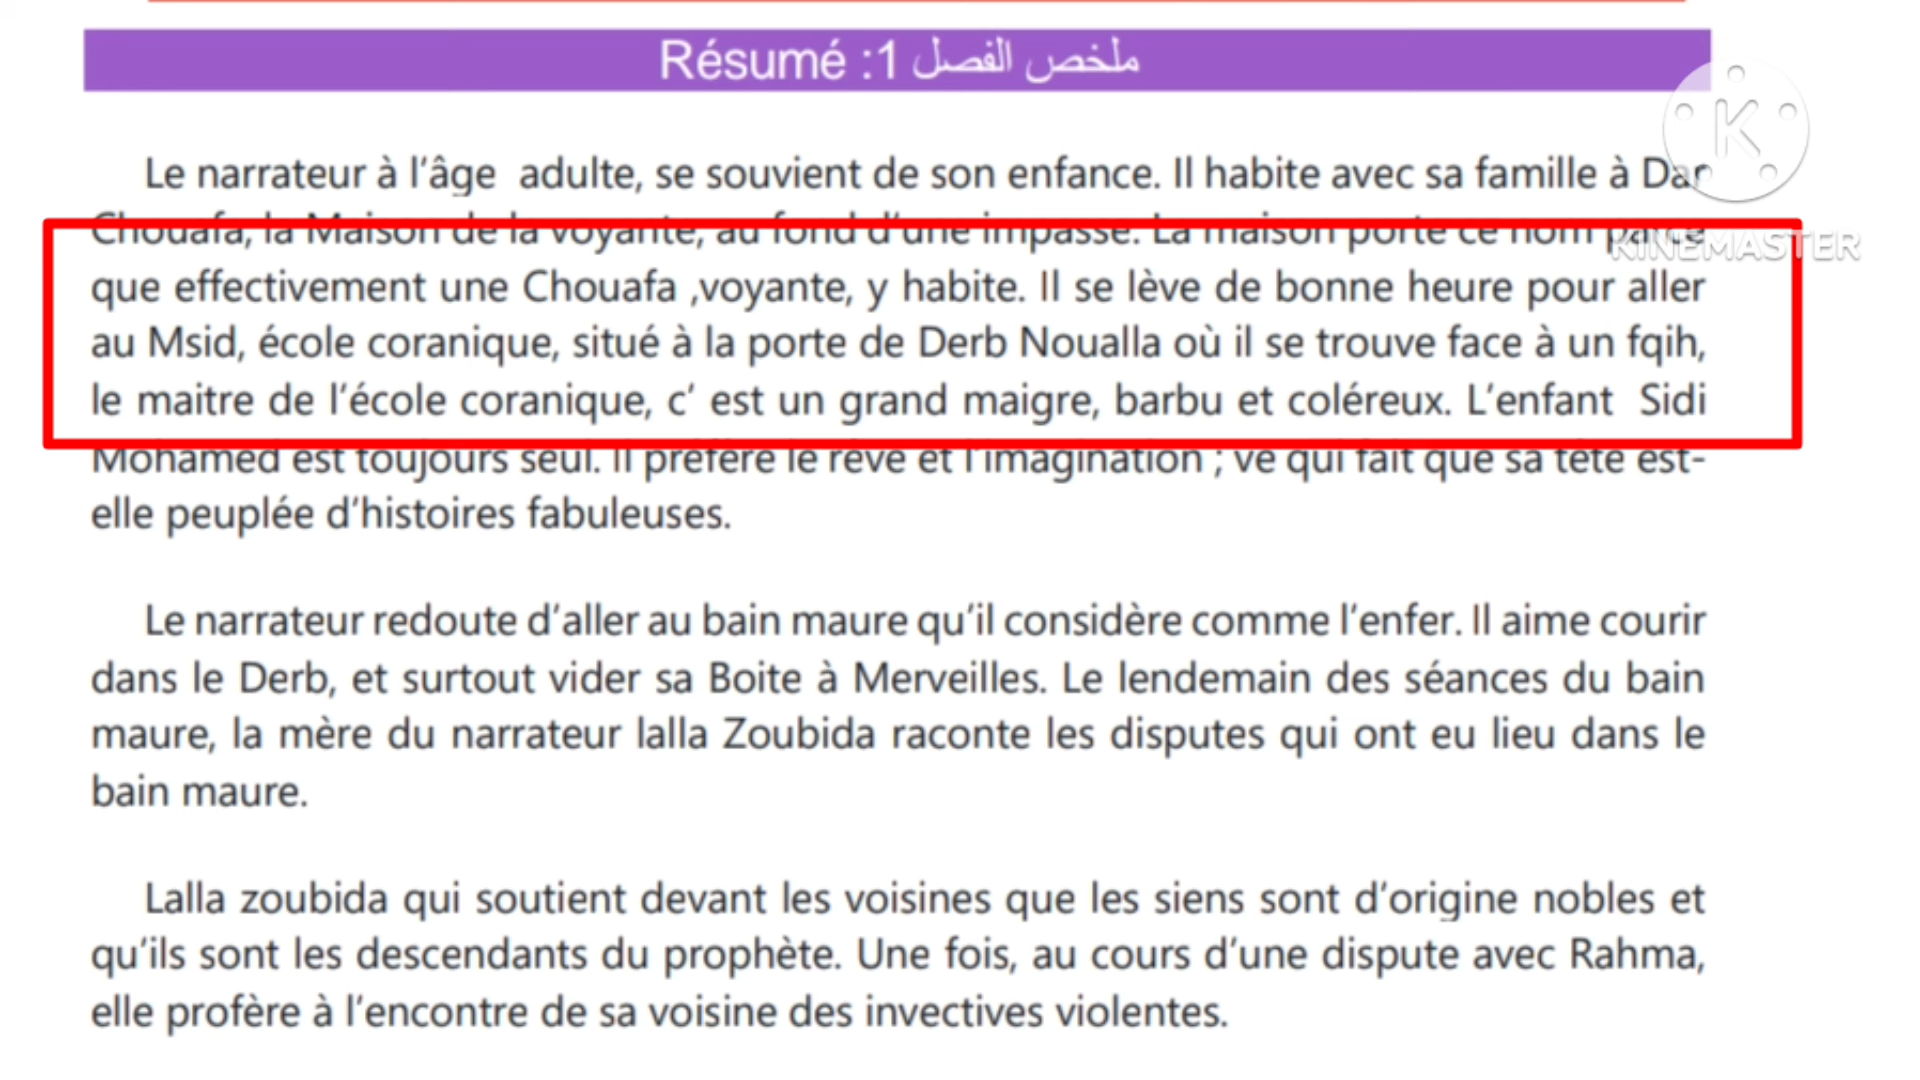 Résumé :1 ملخص الفصل
Le narrateur à l'âge adulte, se souvient de son enfance. Il habite avec sa famille à Dar
Chouafa, la Maison de la voyante, au fond d'une impasse. La maison porte ce nom parce
que effectivement une Chouafa ,voyante, y habite. Il se lève de bonne heure pour aller
au Msid, école coranique, situé à la porte de Derb Noualla où il se trouve face à un fqih,
le maitre de l'école coranique, c' est un grand maigre, barbu et coléreux. L'enfant Sidi
Mohamed est toujours seul. Il préfère le rêve et l'imagination ; ve qui fait que sa tête est-
elle peuplée d'histoires fabuleuses.
Le narrateur redoute d'aller au bain maure qu'il considère comme l'enfer. Il aime courir
dans le Derb, et surtout vider sa Boite à Merveilles. Le lendemain des séances du bain
maure, la mère du narrateur lalla Zoubida raconte les disputes qui ont eu lieu dans le
bain maure.
Lalla zoubida qui soutient devant les voisines que les siens sont d'origine nobles et
qu'ils sont les descendants du prophète. Une fois, au cours d'une dispute avec Rahma,
elle profère à l'encontre de sa voisine des invectives violentes.
K
KINEMASTER